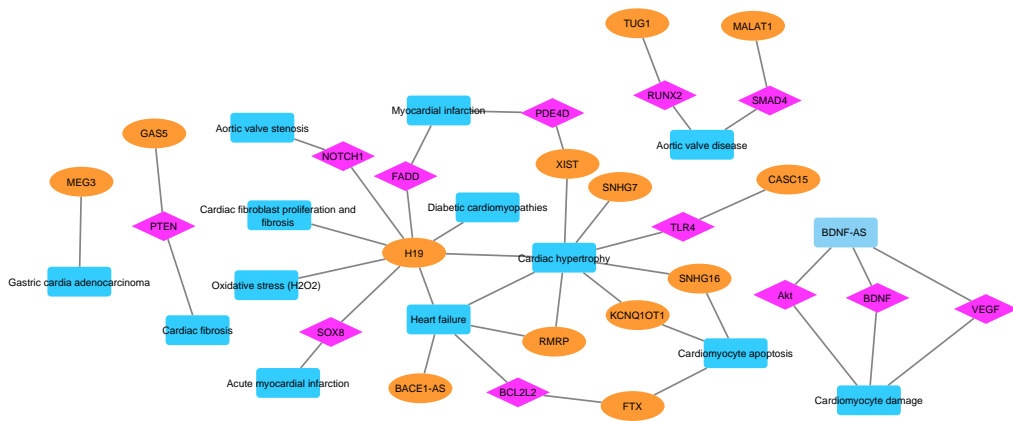 TUG1
MALAT1
RUNX2
SMAD4
Myocardial infarction
PDE4D
Aortic valve stenosis
GAS5
Aortic valve disease
NOTCH1
XIST
FADD
MEG3
SNHG7
CASC15
Cardiac fibroblast proliferation and
fibrosis
Diabetic cardiomyopathies
PTEN
TLR4
BDNF-AS
H19
Cardiac hypertrophy
Gastric cardia adenocarcinoma
Oxidative stress (H2O2)
SNHG16
Akt
BDNF
VEGF
Cardiac fibrosis
SOX8
Heart failure
KCNQ1OT1
RMRP
Cardiomyocyte apoptosis
Acute myocardial infarction
BACE1-AS
BCL2L2
FTX
Cardiomyocyte damage